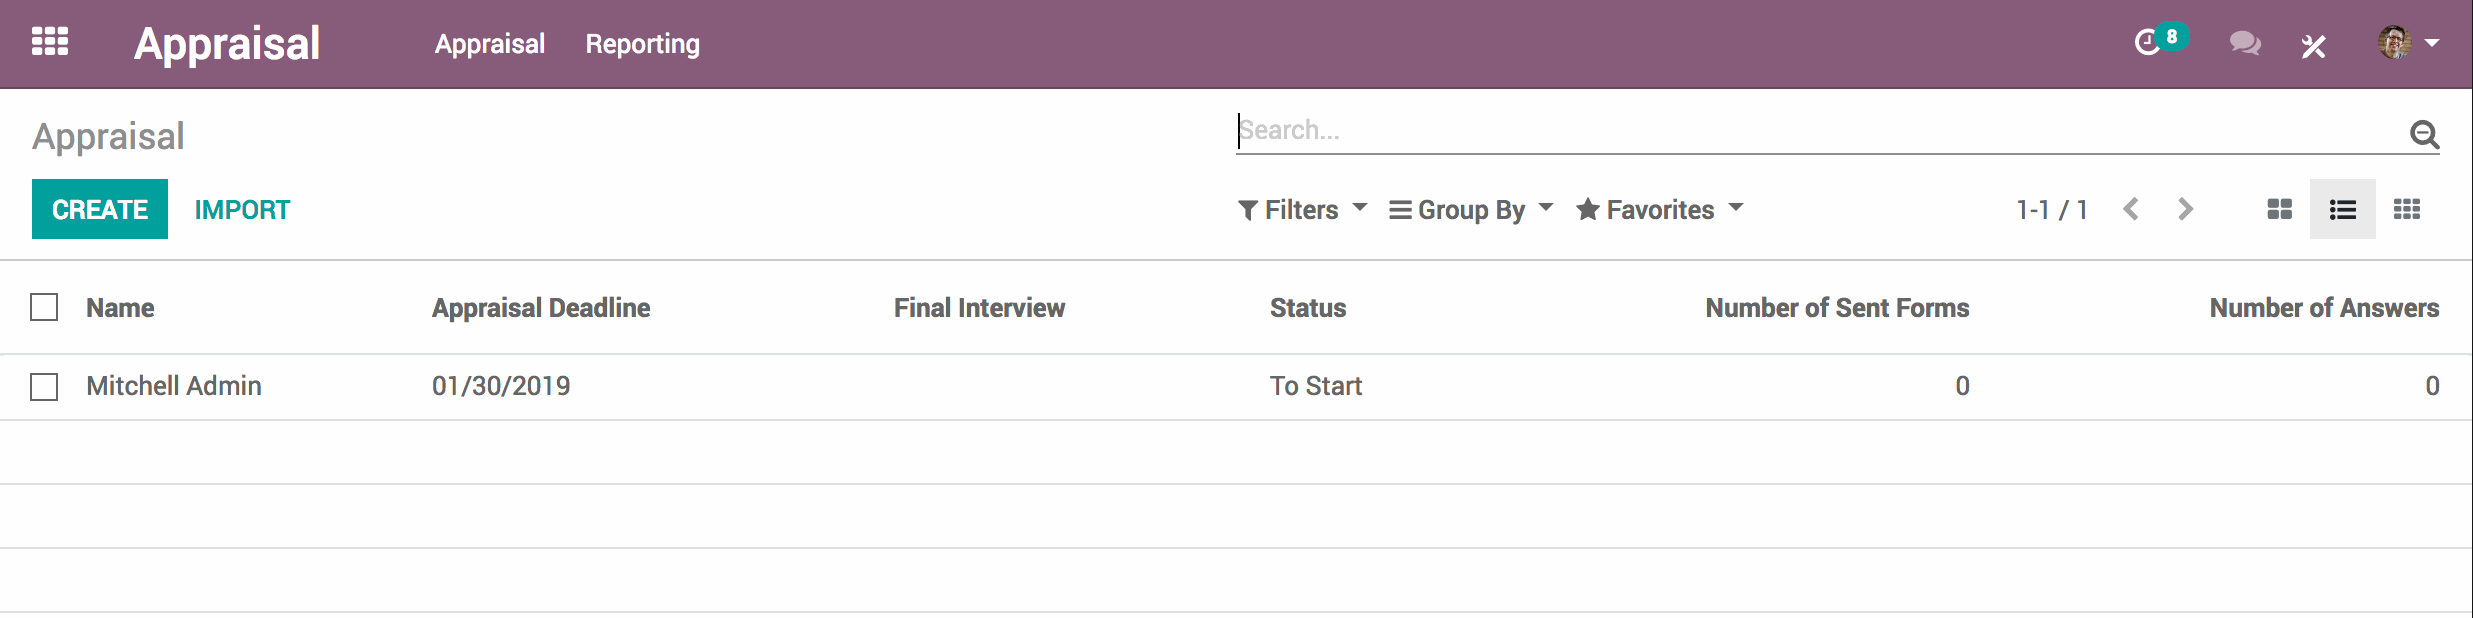 Appraisal Appraisal Reporting 8
Appraisal Search...
CREATE IMPORT Filters Group By Favorites 1-1 / 1
Name Appraisal Deadline Final Interview Status Number of Sent Forms Number of Answers
Mitchell Admin 01/30/2019 To Start 0 0